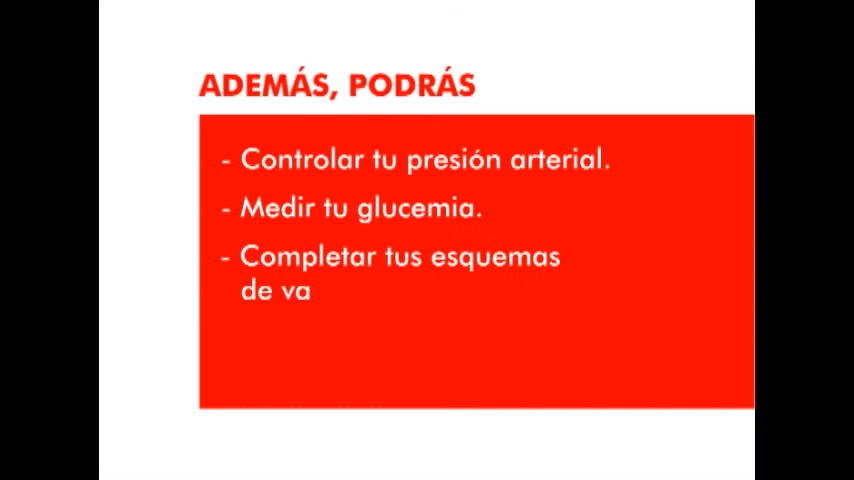 ADEMÁS, PODRÁS
- Controlar tu presión arterial.
- Medir tu glucemia.
- Completar tus esquemas
de va